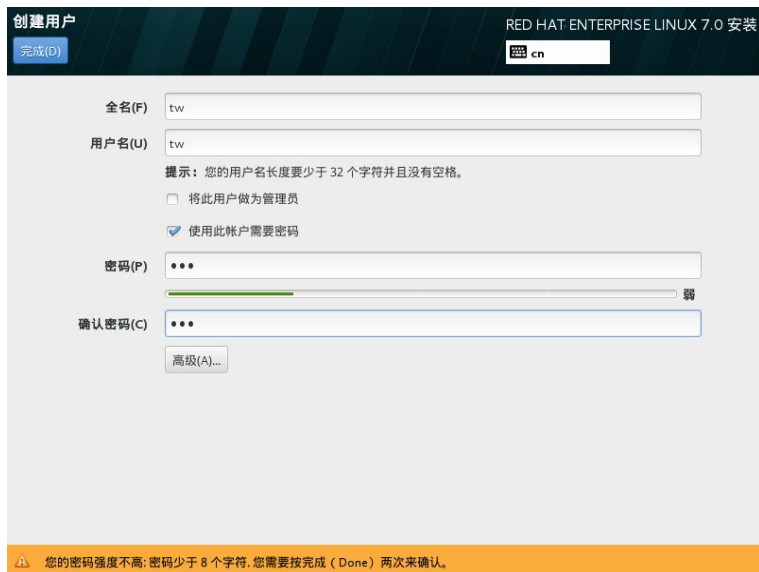 创建用户
RED HAT ENTERPRISE LINUX 7.0 安装
完成(D)
cn
全名(F) tw
用户名(U) tw
提示：您的用户名长度要少于 32 个字符并且没有空格。
将此用户做为管理员
使用此帐户需要密码
密码(P) •••
弱
确认密码(C) •••
高级(A)...
您的密码强度不高: 密码少于 8 个字符. 您需要按完成（Done）两次来确认。